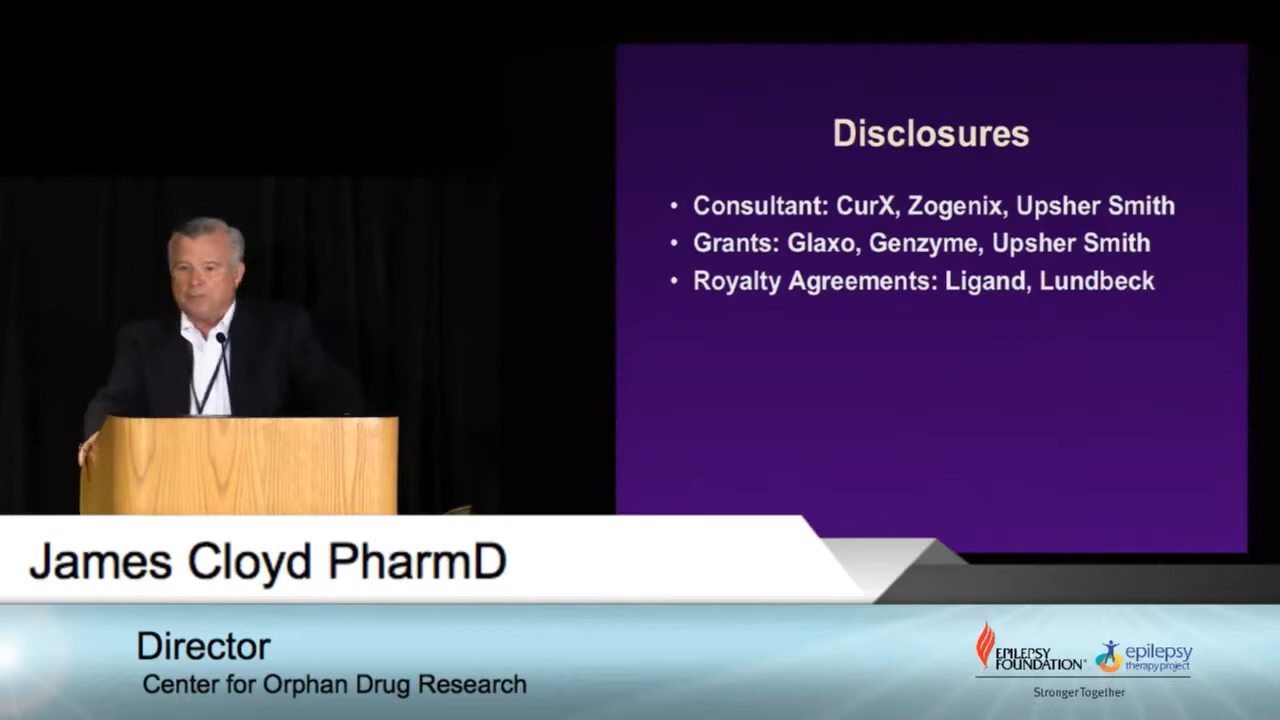 Disclosures
• Consultant: CurX, Zogenix, Upsher Smith
• Grants: Glaxo, Genzyme, Upsher Smith
• Royalty Agreements: Ligand, Lundbeck
James Cloyd PharmD
Director
Center for Orphan Drug Research
EPILEPSY
FOUNDATION®
epilepsy
therapy project
StrongerTogether